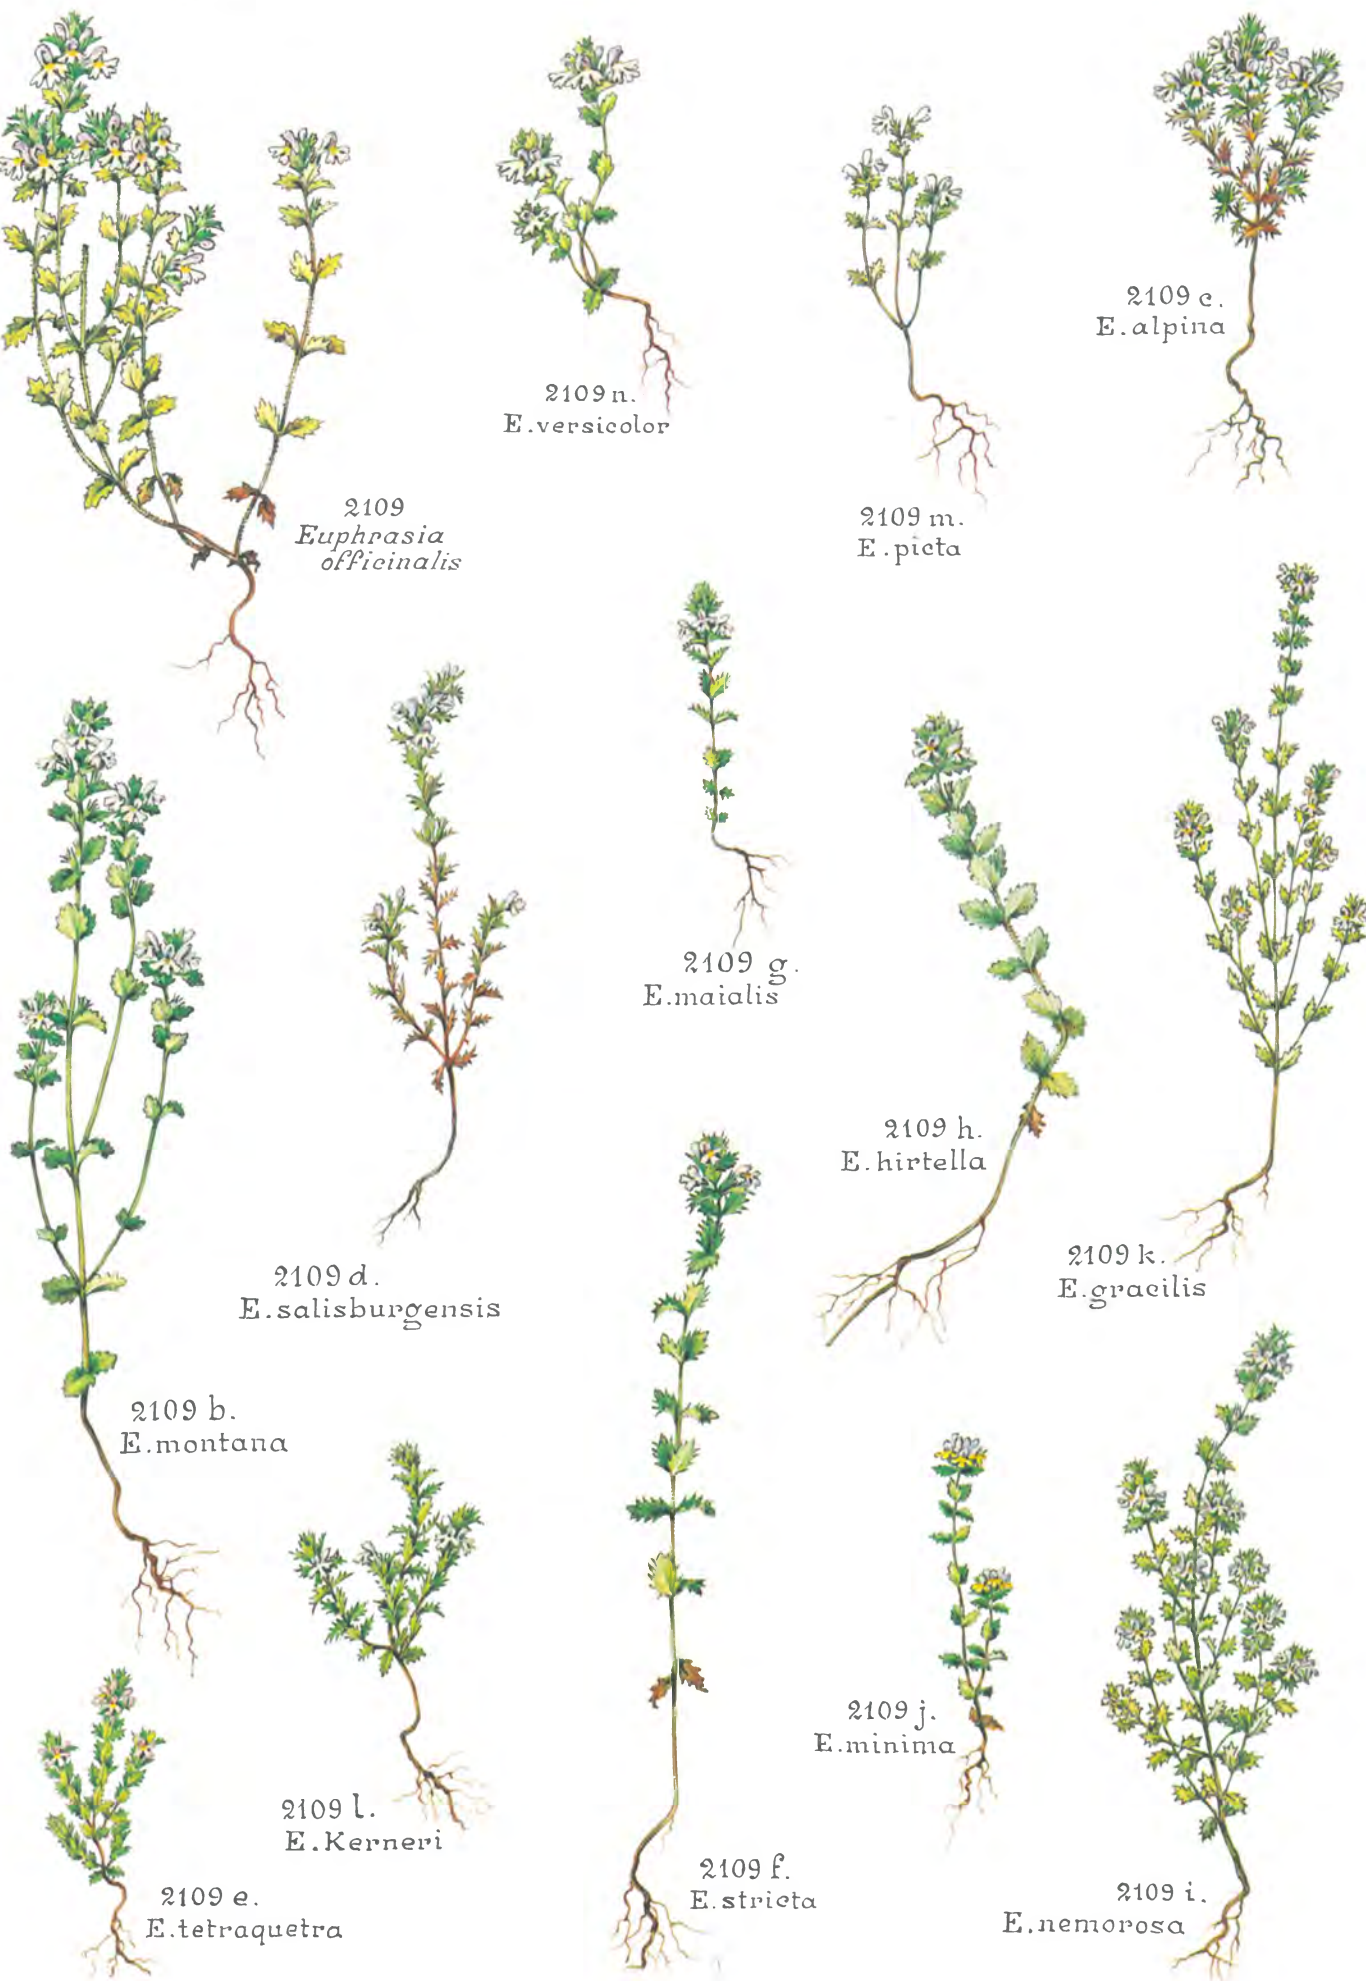 2109 c.
E.alpina
2109 n.
E.versicolor
2109
Euphrasia
officinalis
2109 m.
E.picta
2109 g.
E.maialis
2109 h.
E.hirtella
2109 k.
E.gracilis
2109 d.
E.salisburgensis
2109 b.
E.montana
2109 j.
E.minima
2109 l.
E.Kerneri
2109 f.
E.stricta
2109 e.
E.tetraquetra
2109 i.
E.nemorosa